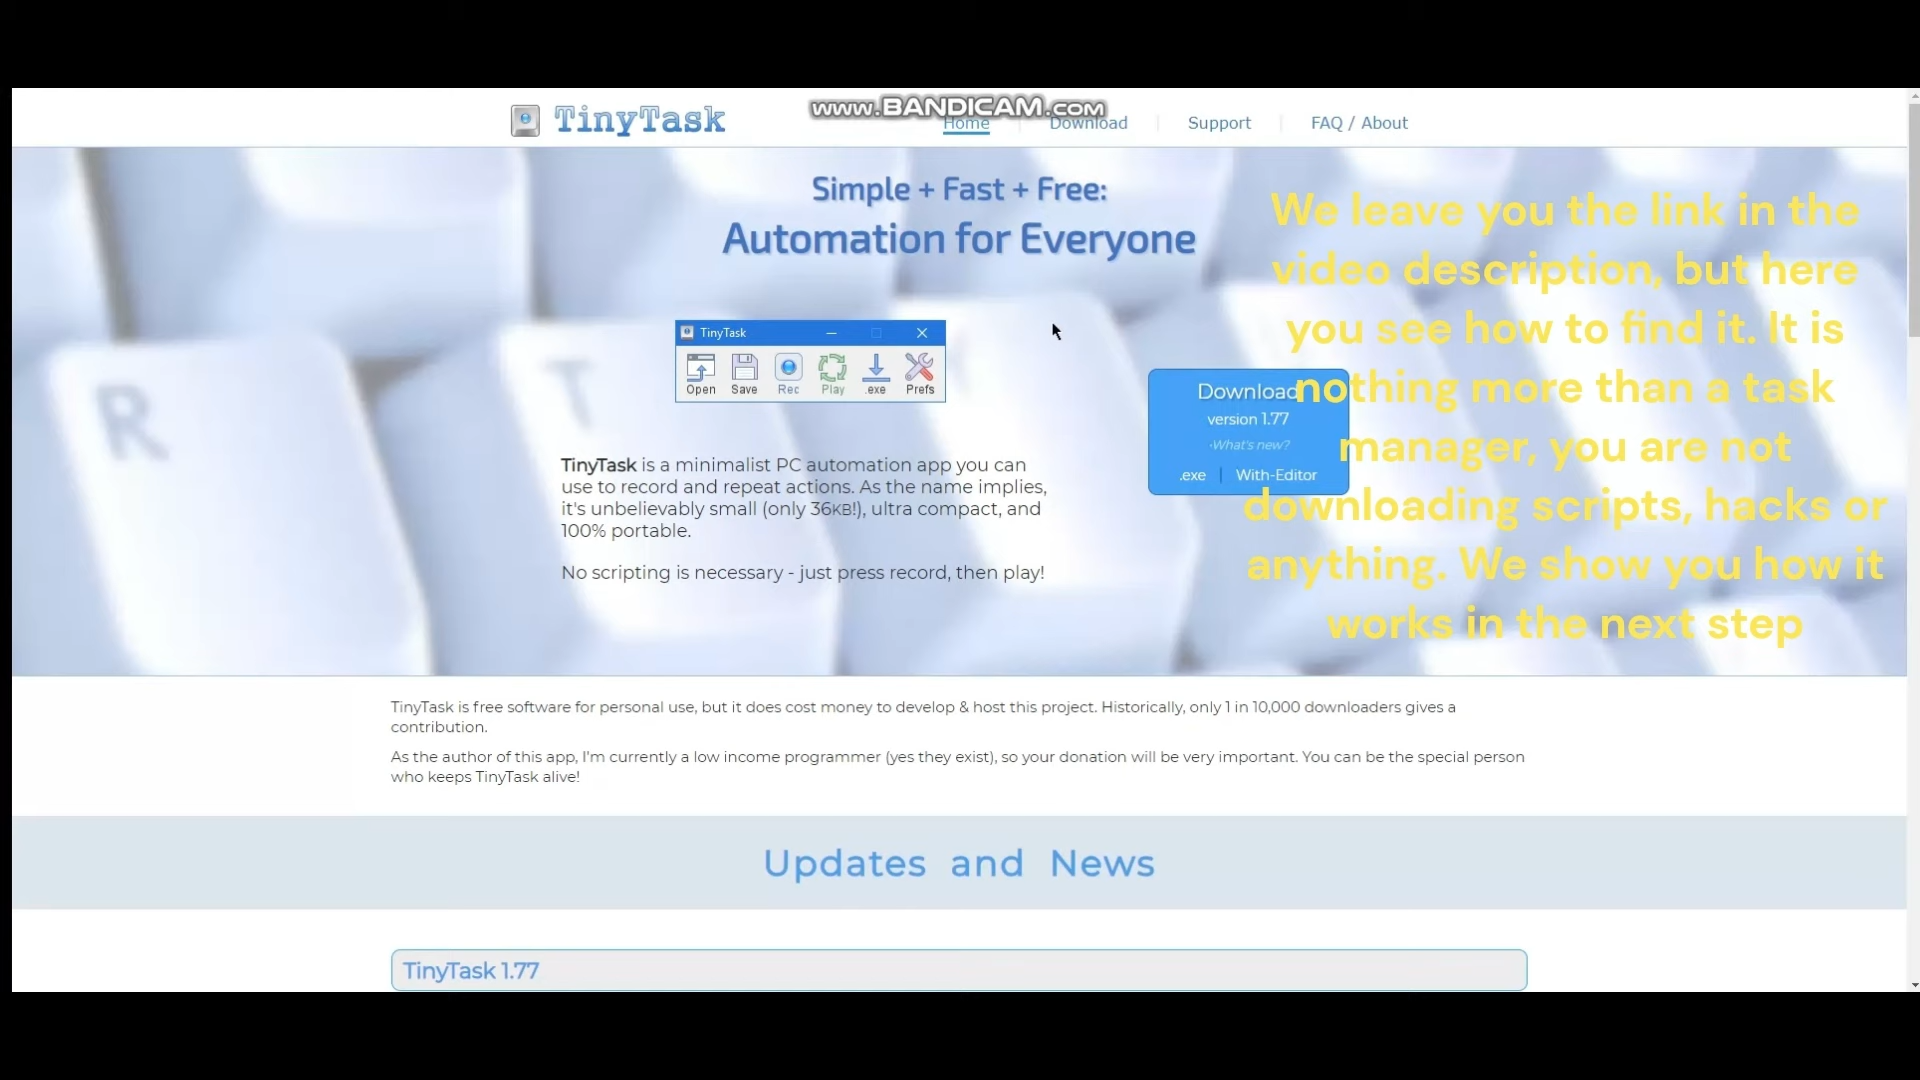 TinyTask
www.BANDICAM.com
Home
Download
Support
FAQ / About
Simple + Fast + Free:
Automation for Everyone
TinyTask
Open
Save
Rec
Play
.exe
Prefs
TinyTask is a minimalist PC automation app you can
use to record and repeat actions. As the name implies,
it's unbelievably small (only 36KB!), ultra compact, and
100% portable.
No scripting is necessary - just press record, then play!
Download
version 1.77
·What's new?
.exe | With-Editor
We leave you the link in the
video description, but here
you see how to find it. It is
nothing more than a task
manager, you are not
downloading scripts, hacks or
anything. We show you how it
works in the next step
R
T
TinyTask is free software for personal use, but it does cost money to develop & host this project. Historically, only 1 in 10,000 downloaders gives a
contribution.
As the author of this app, I'm currently a low income programmer (yes they exist), so your donation will be very important. You can be the special person
who keeps TinyTask alive!
Updates and News
TinyTask 1.77